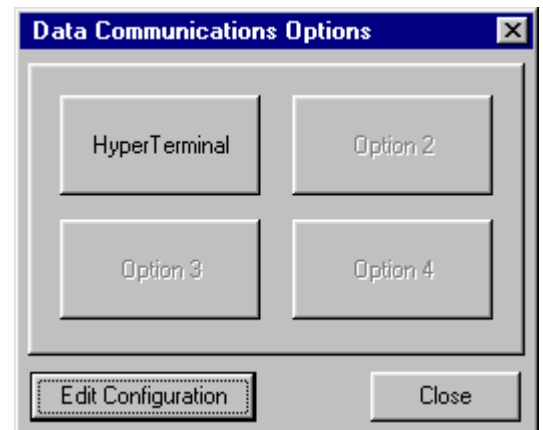 Data Communications Options
HyperTerminal
Option 2
Option 3
Option 4
Edit Configuration
Close